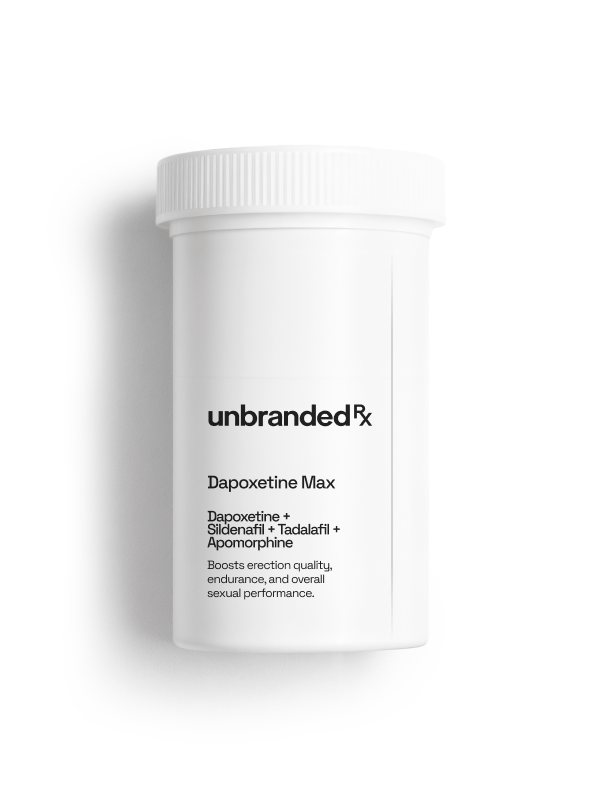 unbranded Rx
Dapoxetine Max
Dapoxetine +
Sildenafil + Tadalafil +
Apomorphine
Boosts erection quality,
endurance, and overall
sexual performance.